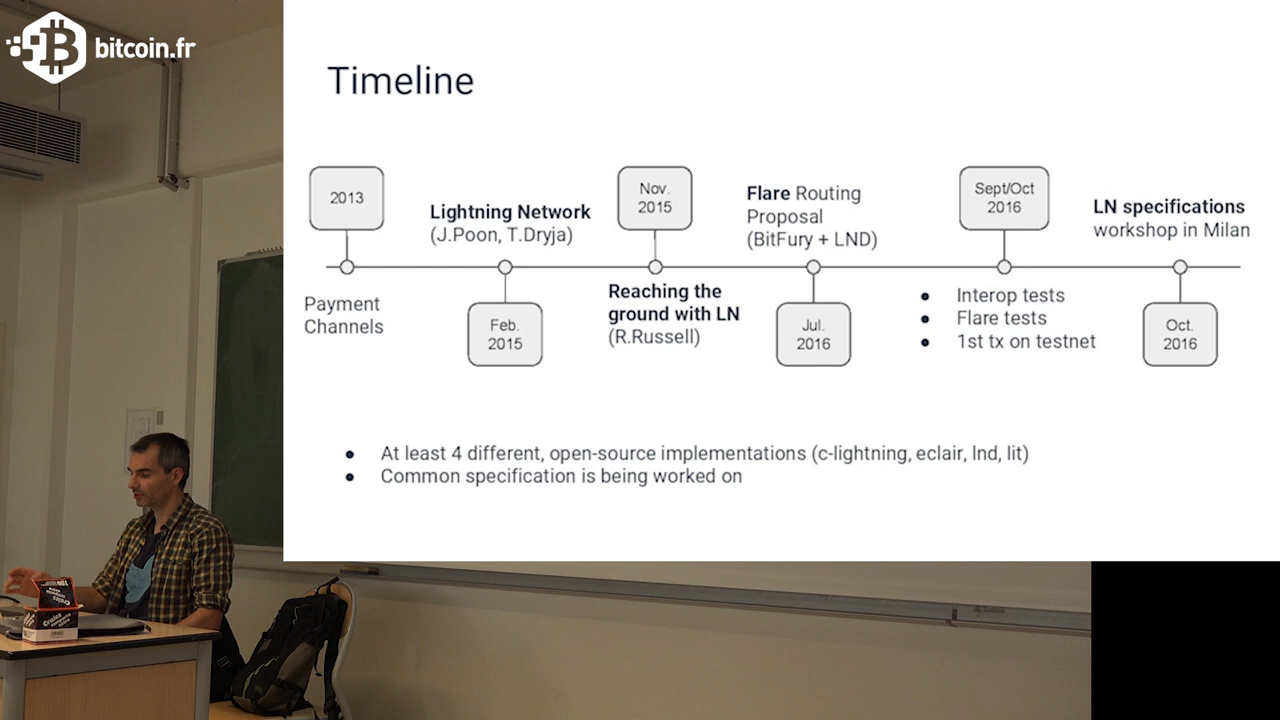 bitcoin.fr
Timeline
2013
Payment
Channels
Lightning Network
(J.Poon, T.Dryja)
Feb.
2015
Nov.
2015
Reaching the
ground with LN
(R.Russell)
Flare Routing
Proposal
(BitFury + LND)
Jul.
2016
Sept/Oct
2016
Interop tests
Flare tests
1st tx on testnet
LN specifications
workshop in Milan
Oct.
2016
At least 4 different, open-source implementations (c-lightning, eclair, lnd, lit)
Common specification is being worked on
Craies